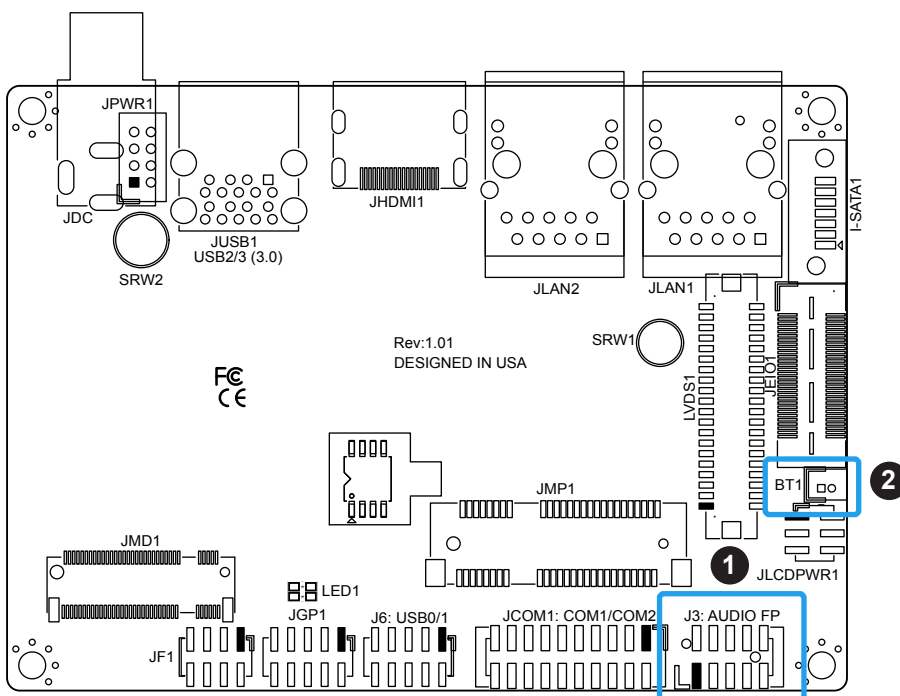 JPWR1
JDC
SRW2
JUSB1
USB2/3 (3.0)
JHDMI1
JLAN2
JLAN1
I-SATA1
Rev:1.01
DESIGNED IN USA
SRW1
LVDS1
JEIO1
FC
CE
BT1
2
JMP1
1
JLCDPWR1
JMD1
LED1
JGP1
J6: USB0/1
JCOM1: COM1/COM2
J3: AUDIO FP
JF1